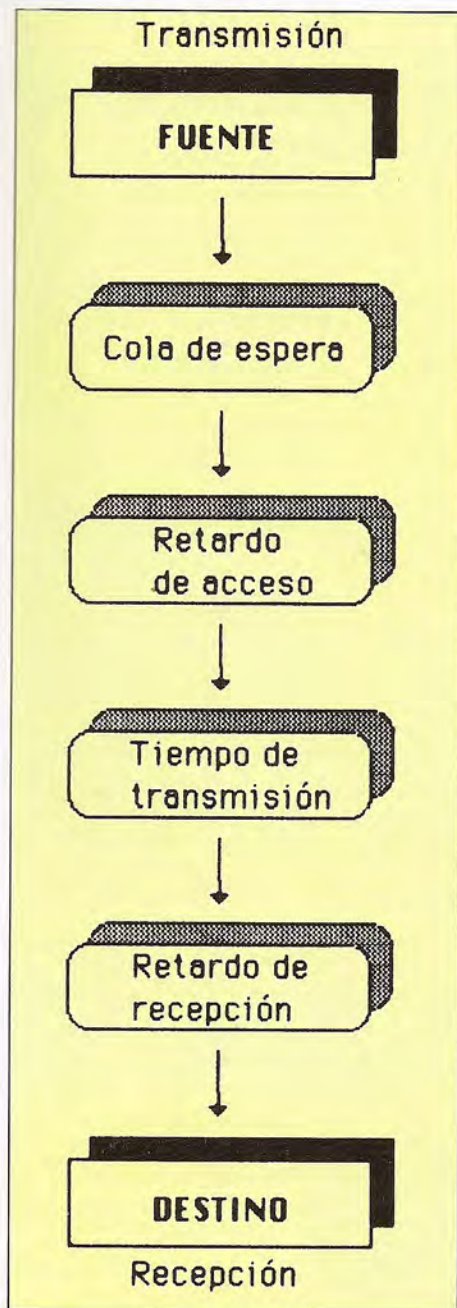 Transmisión
FUENTE
Cola de espera
Retardo
de acceso
Tiempo de
transmisión
Retardo de
recepción
DESTINO
Recepción